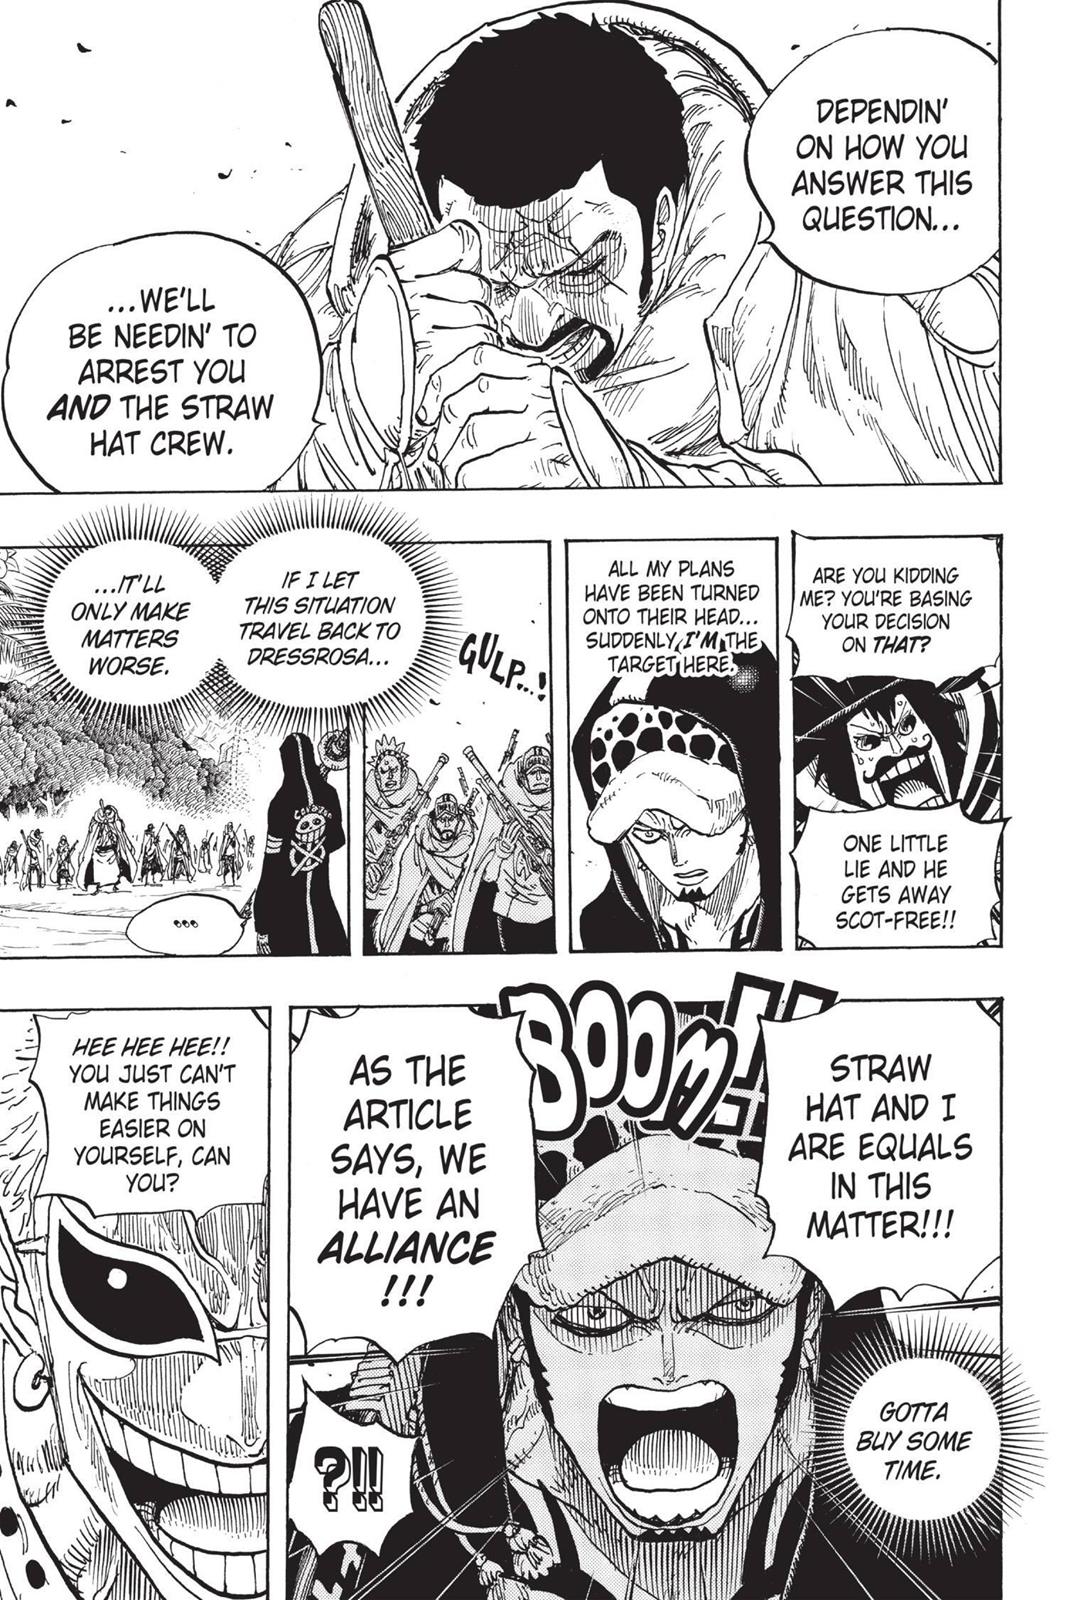 DEPENDIN'
ON HOW YOU
ANSWER THIS
QUESTION...
...WE'LL
BE NEEDIN' TO
ARREST YOU
AND THE STRAW
HAT CREW.
ARE YOU KIDDING
ME? YOU'RE BASING
YOUR DECISION
ON THAT?
ONE LITTLE
LIE AND HE
GETS AWAY
SCOT-FREE!!
ALL MY PLANS
HAVE BEEN TURNED
ONTO THEIR HEAD...
SUDDENLY I'M THE
TARGET HERE.
GULP...!
IF I LET
THIS SITUATION
TRAVEL BACK TO
DRESSROSA...
...IT'LL
ONLY MAKE
MATTERS
WORSE.
...
STRAW
HAT AND I
ARE EQUALS
IN THIS
MATTER!!!
BOOM!!
AS THE
ARTICLE
SAYS, WE
HAVE AN
ALLIANCE
!!!
GOTTA
BUY SOME
TIME.
?!!
HEE HEE HEE!!
YOU JUST CAN'T
MAKE THINGS
EASIER ON
YOURSELF, CAN
YOU?